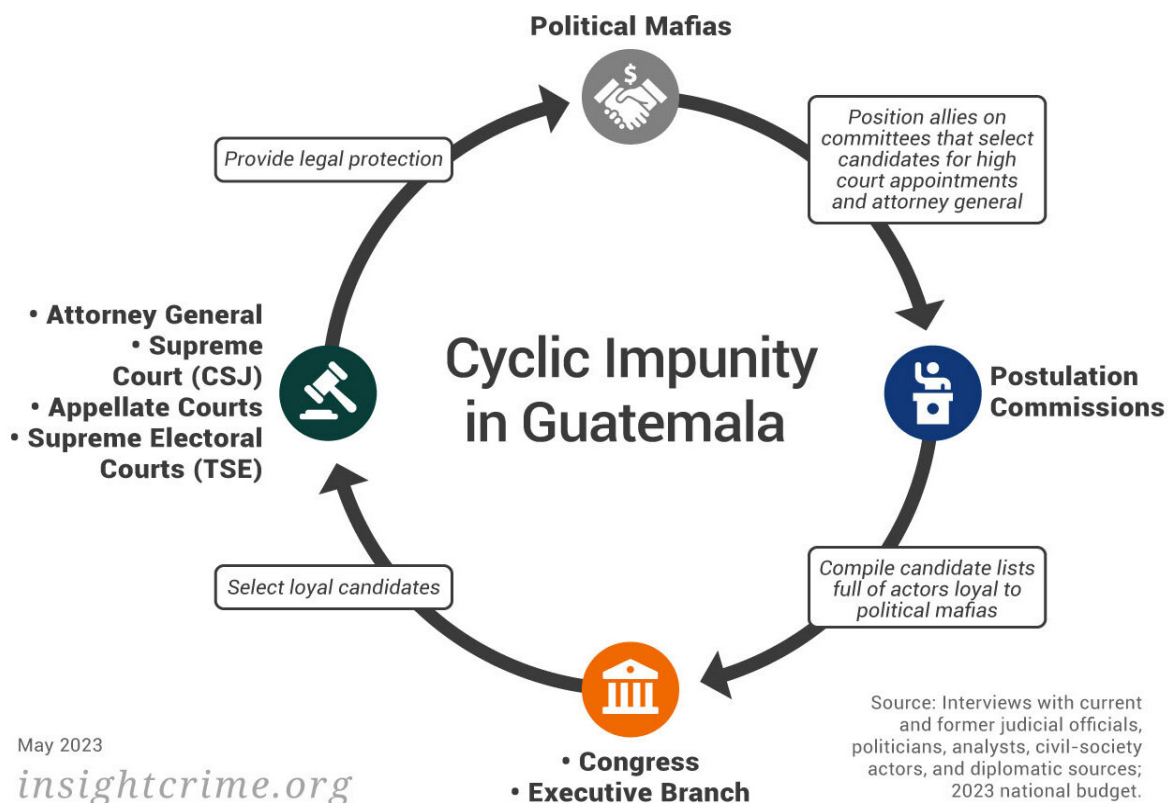 Political Mafias
$
Position allies on
committees that select
candidates for high
court appointments
and attorney general
Provide legal protection
• Attorney General
• Supreme
Court (CSJ)
• Appellate Courts
• Supreme Electoral
Courts (TSE)
Cyclic Impunity
in Guatemala
Postulation
Commissions
Select loyal candidates
Compile candidate lists
full of actors loyal to
political mafias
• Congress
• Executive Branch
May 2023
insightcrime.org
Source: Interviews with current
and former judicial officials,
politicians, analysts, civil-society
actors, and diplomatic sources;
2023 national budget.